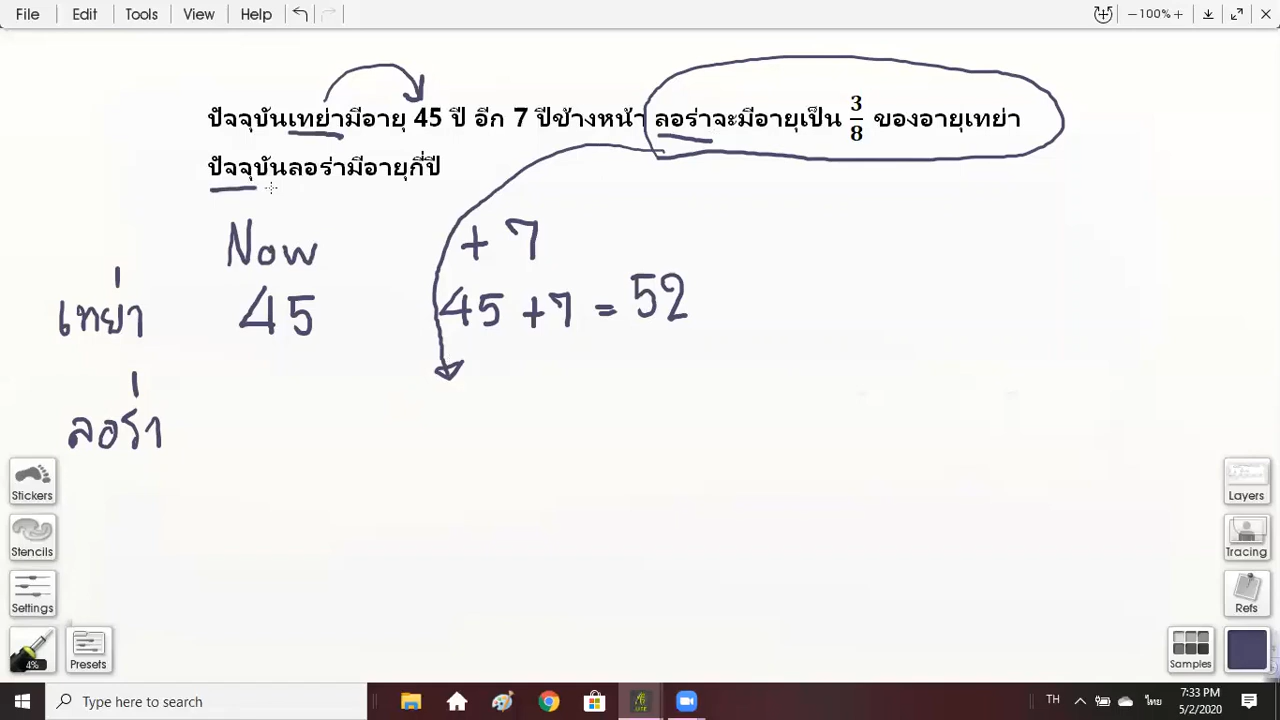 File Edit Tools View Help −100% +
ปัจจุบันเทย่ามีอายุ 45 ปี อีก 7 ปีข้างหน้า ลอร่าจะมีอายุเป็น 3/8 ของอายุเทย่า
ปัจจุบันลอร่ามีอายุกี่ปี
Now + 7
เทย่า 45 45 + 7 = 52
ลอร่า
Stickers
Stencils
Settings
4%
Presets
Layers
Tracing
Refs
Samples
Type here to search
TH ไทย 7:33 PM
5/2/2020